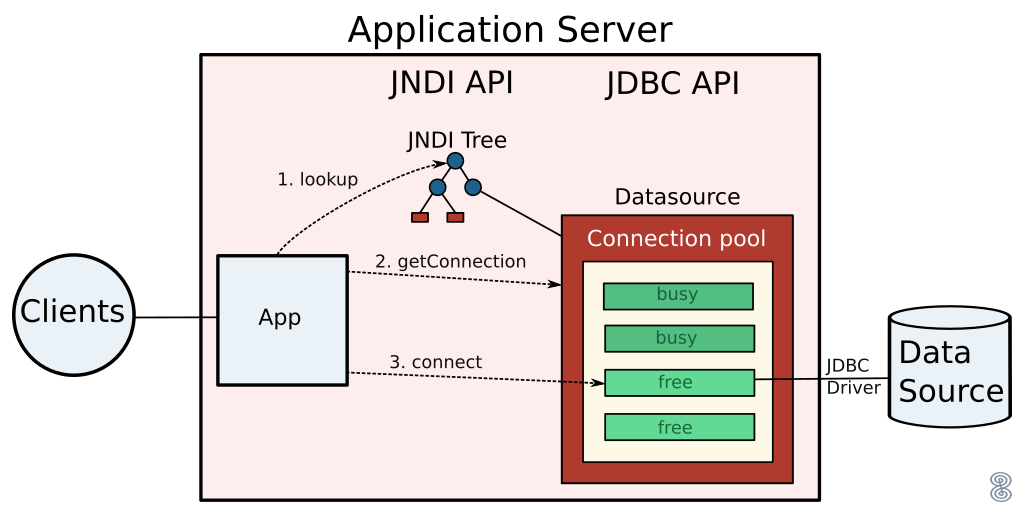 Application Server
JNDI API
JDBC API
JNDI Tree
1. lookup
Datasource
Connection pool
2. getConnection
Clients
App
busy
busy
3. connect
free
free
JDBC
Driver
Data
Source